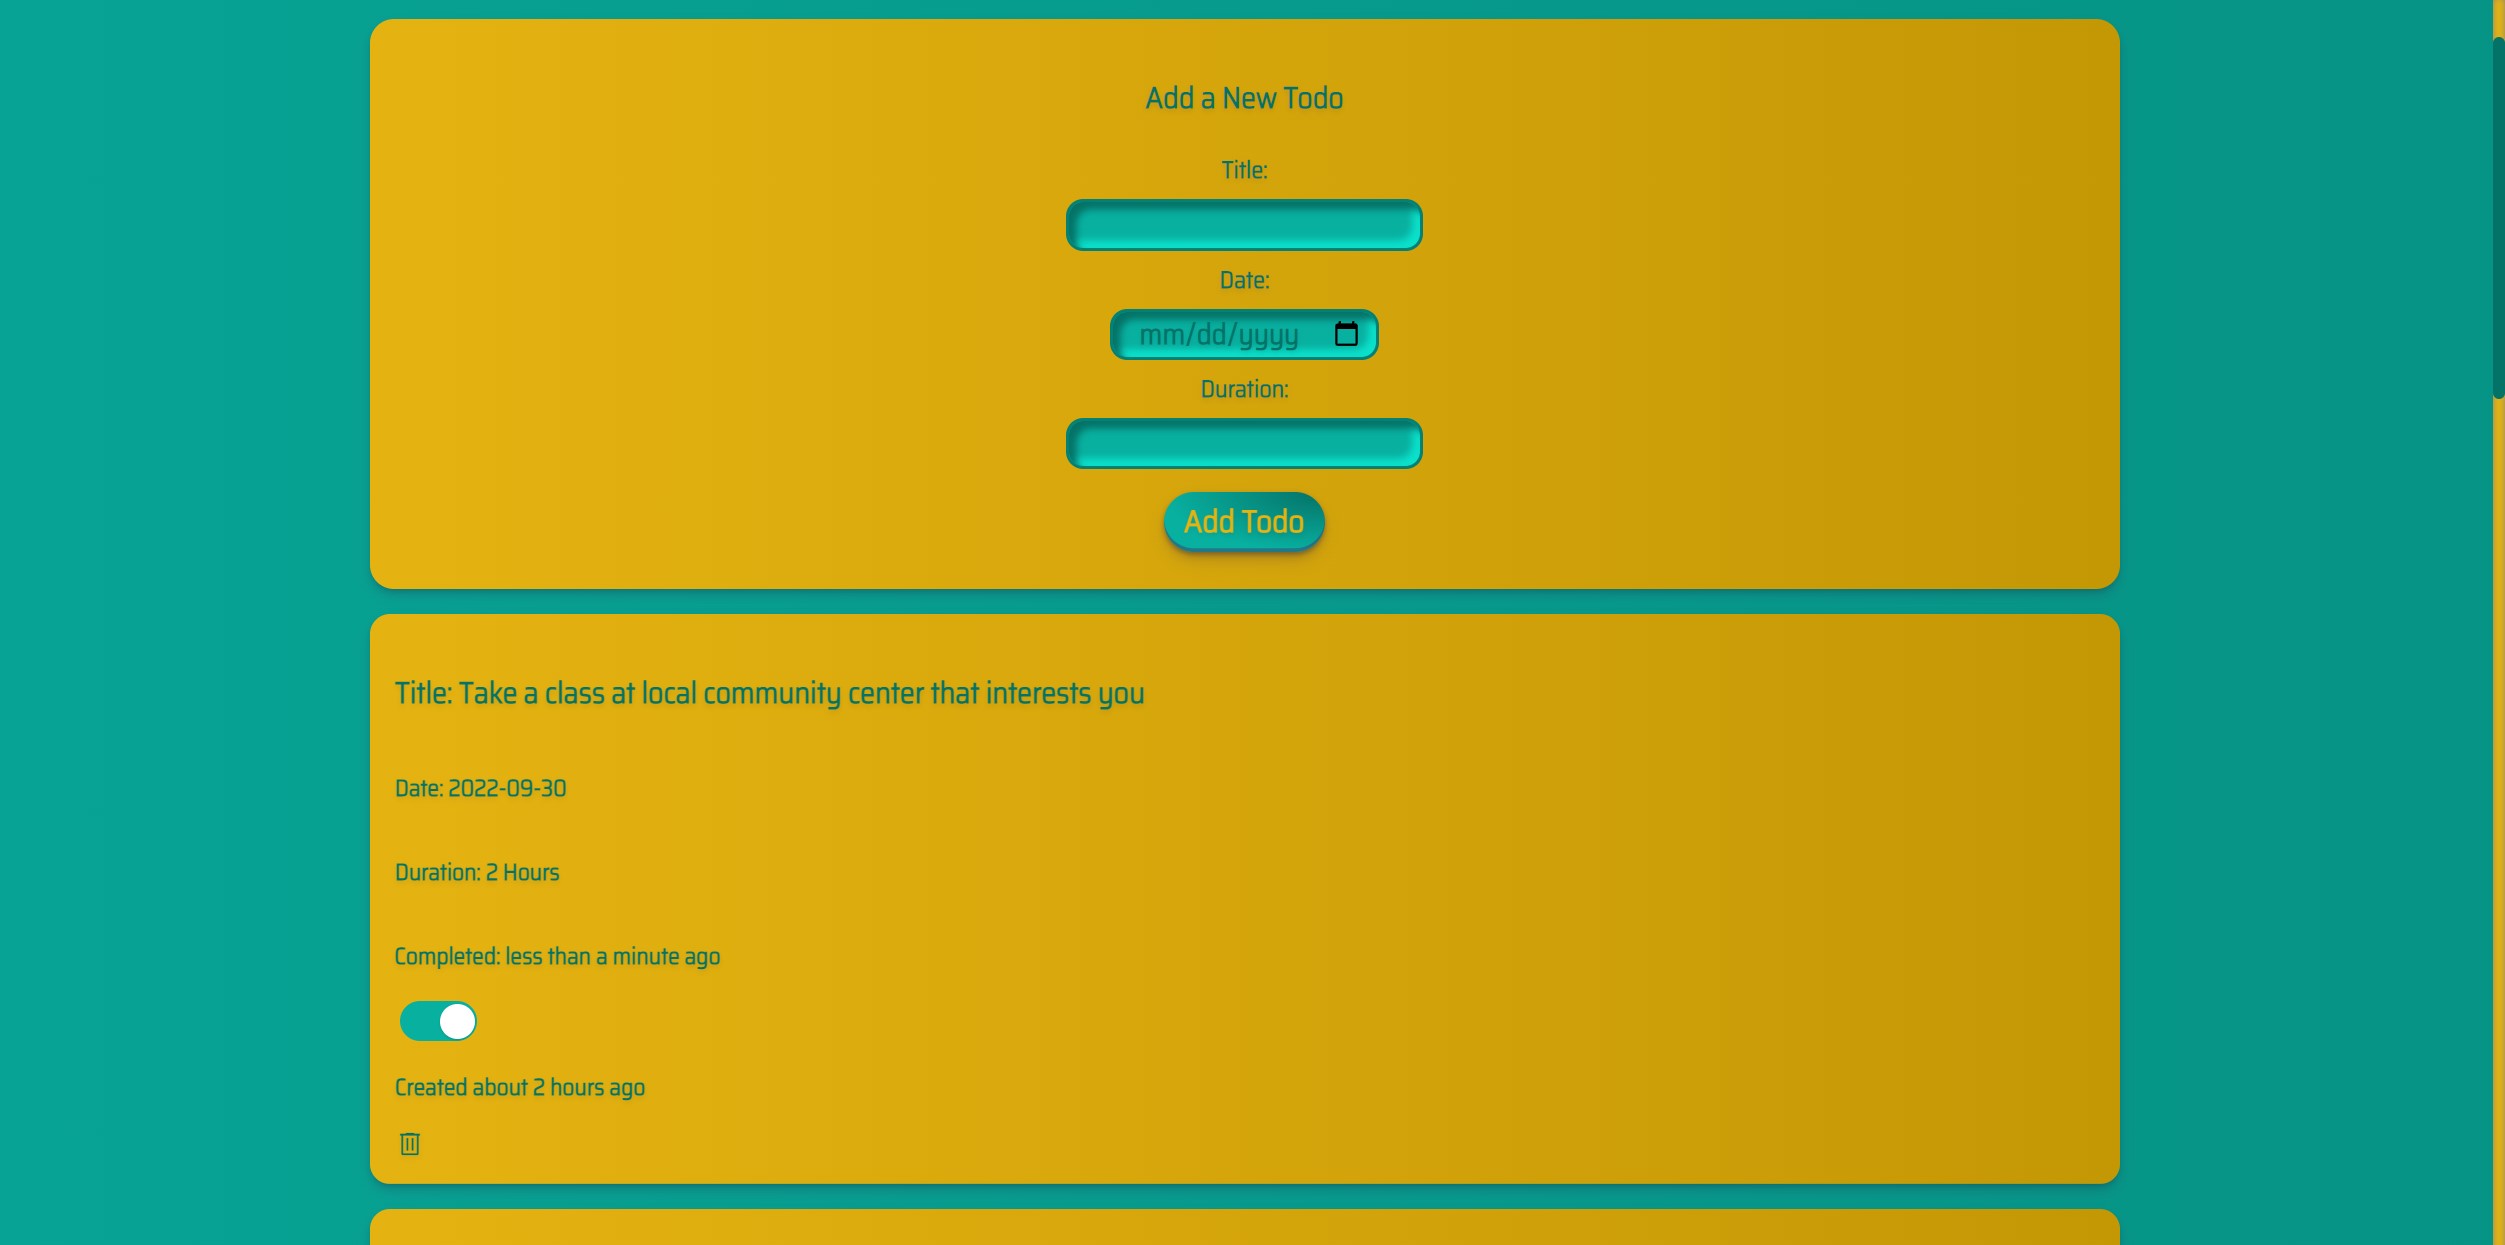 Add a New Todo
Title:
Date:
mm/dd/yyyy
Duration:
Add Todo
Title: Take a class at local community center that interests you
Date: 2022-09-30
Duration: 2 Hours
Completed: less than a minute ago
Created about 2 hours ago